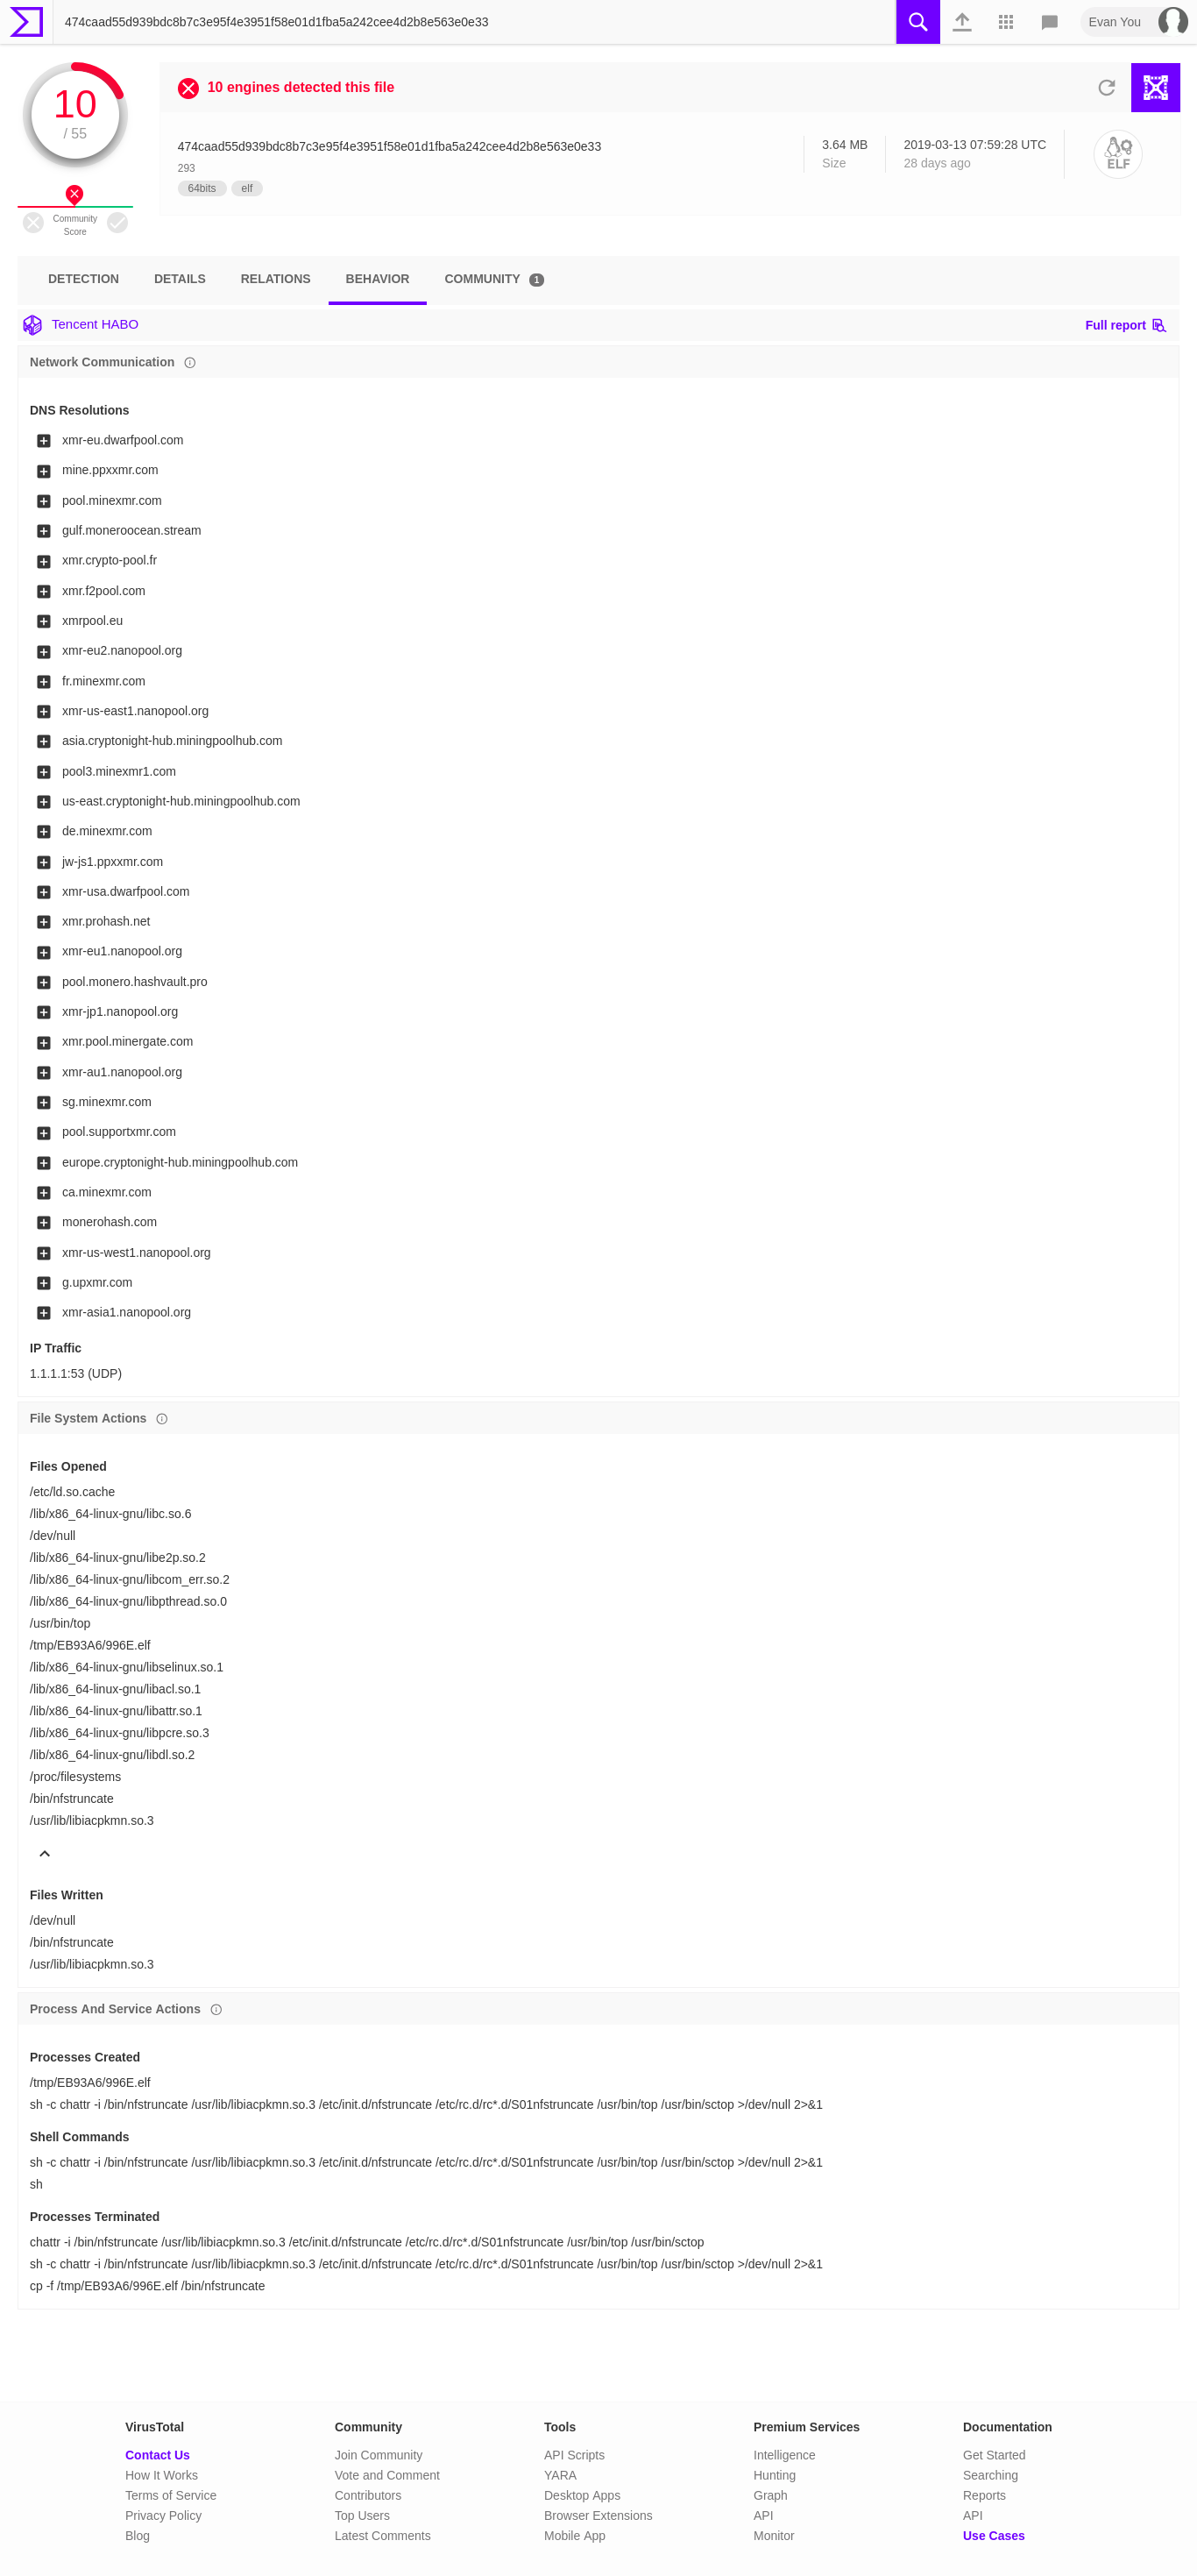 474caad55d939bdc8b7c3e95f4e3951f58e01d1fba5a242cee4d2b8e563e0e33
Evan You
10
/ 55
Community
Score
10 engines detected this file
474caad55d939bdc8b7c3e95f4e3951f58e01d1fba5a242cee4d2b8e563e0e33
293
64bits elf
3.64 MB
Size
2019-03-13 07:59:28 UTC
28 days ago
ELF
DETECTION DETAILS RELATIONS BEHAVIOR COMMUNITY 1
Tencent HABO Full report
Network Communication
DNS Resolutions
xmr-eu.dwarfpool.com
mine.ppxxmr.com
pool.minexmr.com
gulf.moneroocean.stream
xmr.crypto-pool.fr
xmr.f2pool.com
xmrpool.eu
xmr-eu2.nanopool.org
fr.minexmr.com
xmr-us-east1.nanopool.org
asia.cryptonight-hub.miningpoolhub.com
pool3.minexmr1.com
us-east.cryptonight-hub.miningpoolhub.com
de.minexmr.com
jw-js1.ppxxmr.com
xmr-usa.dwarfpool.com
xmr.prohash.net
xmr-eu1.nanopool.org
pool.monero.hashvault.pro
xmr-jp1.nanopool.org
xmr.pool.minergate.com
xmr-au1.nanopool.org
sg.minexmr.com
pool.supportxmr.com
europe.cryptonight-hub.miningpoolhub.com
ca.minexmr.com
monerohash.com
xmr-us-west1.nanopool.org
g.upxmr.com
xmr-asia1.nanopool.org
IP Traffic
1.1.1.1:53 (UDP)
File System Actions
Files Opened
/etc/ld.so.cache
/lib/x86_64-linux-gnu/libc.so.6
/dev/null
/lib/x86_64-linux-gnu/libe2p.so.2
/lib/x86_64-linux-gnu/libcom_err.so.2
/lib/x86_64-linux-gnu/libpthread.so.0
/usr/bin/top
/tmp/EB93A6/996E.elf
/lib/x86_64-linux-gnu/libselinux.so.1
/lib/x86_64-linux-gnu/libacl.so.1
/lib/x86_64-linux-gnu/libattr.so.1
/lib/x86_64-linux-gnu/libpcre.so.3
/lib/x86_64-linux-gnu/libdl.so.2
/proc/filesystems
/bin/nfstruncate
/usr/lib/libiacpkmn.so.3
Files Written
/dev/null
/bin/nfstruncate
/usr/lib/libiacpkmn.so.3
Process And Service Actions
Processes Created
/tmp/EB93A6/996E.elf
sh -c chattr -i /bin/nfstruncate /usr/lib/libiacpkmn.so.3 /etc/init.d/nfstruncate /etc/rc.d/rc*.d/S01nfstruncate /usr/bin/top /usr/bin/sctop >/dev/null 2>&1
Shell Commands
sh -c chattr -i /bin/nfstruncate /usr/lib/libiacpkmn.so.3 /etc/init.d/nfstruncate /etc/rc.d/rc*.d/S01nfstruncate /usr/bin/top /usr/bin/sctop >/dev/null 2>&1
sh
Processes Terminated
chattr -i /bin/nfstruncate /usr/lib/libiacpkmn.so.3 /etc/init.d/nfstruncate /etc/rc.d/rc*.d/S01nfstruncate /usr/bin/top /usr/bin/sctop
sh -c chattr -i /bin/nfstruncate /usr/lib/libiacpkmn.so.3 /etc/init.d/nfstruncate /etc/rc.d/rc*.d/S01nfstruncate /usr/bin/top /usr/bin/sctop >/dev/null 2>&1
cp -f /tmp/EB93A6/996E.elf /bin/nfstruncate
VirusTotal
Contact Us
How It Works
Terms of Service
Privacy Policy
Blog
Community
Join Community
Vote and Comment
Contributors
Top Users
Latest Comments
Tools
API Scripts
YARA
Desktop Apps
Browser Extensions
Mobile App
Premium Services
Intelligence
Hunting
Graph
API
Monitor
Documentation
Get Started
Searching
Reports
API
Use Cases